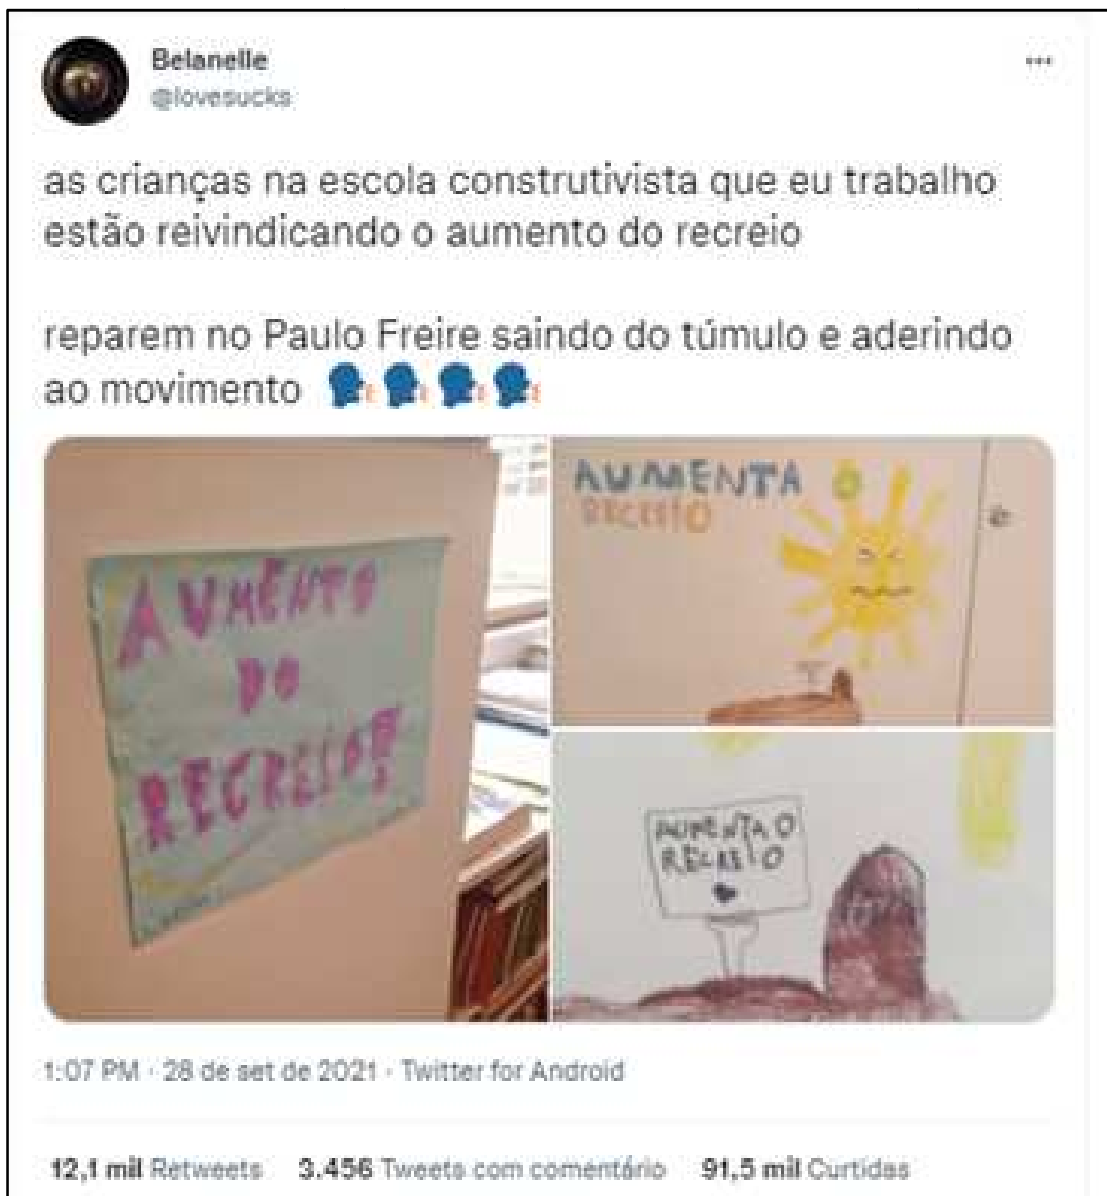 Belanelle
@lovesucks
as crianças na escola construtivista que eu trabalho
estão reivindicando o aumento do recreio
reparem no Paulo Freire saindo do túmulo e aderindo
ao movimento
AUMENTO
DO
RECREIO!
AUMENTA O
RECREIO
AUMENTA O
RECREIO
1:07 PM · 28 de set de 2021 · Twitter for Android
12,1 mil Retweets 3.456 Tweets com comentário 91,5 mil Curtidas